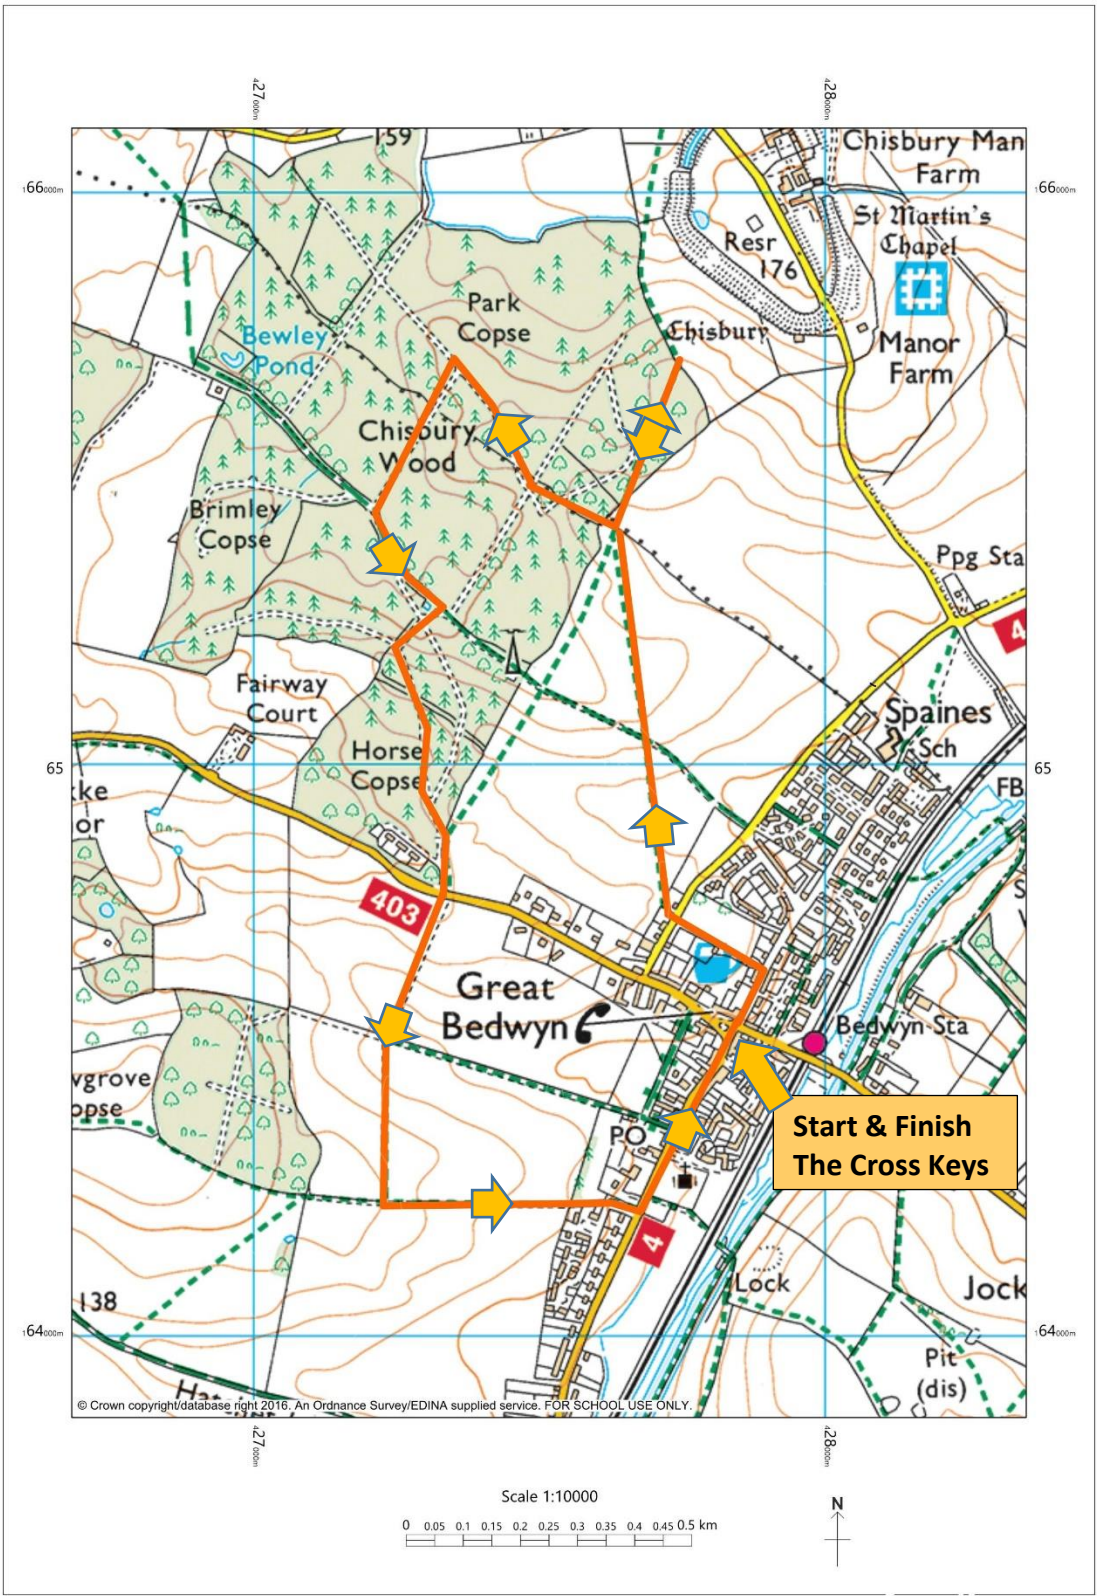 427000m
428000m
159
Chisbury Man
Farm
166000m
166000m
St Martin's
Chapel
Resr
176
Park
Copse
Chisbury
Bewley
Pond
Manor
Farm
Chisbury
Wood
Brimley
Copse
Ppg Sta
4
Fairway
Court
Spaines
Sch
Horse
Copse
65
65
FB
ke
or
403
Great
Bedwyn
Bedwyn Sta
wgrove
opse
PO
Start & Finish
The Cross Keys
4
Lock
Jock
138
164000m
164000m
Pit
(dis)
Hat
© Crown copyright/database right 2016. An Ordnance Survey/EDINA supplied service. FOR SCHOOL USE ONLY.
427000m
428000m
Scale 1:10000
N
0 0.05 0.1 0.15 0.2 0.25 0.3 0.35 0.4 0.45 0.5 km